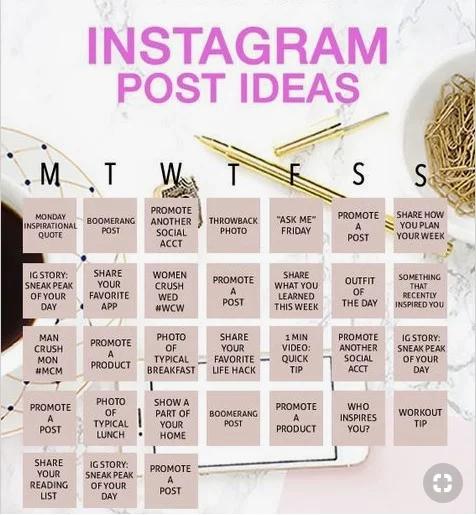 INSTAGRAM
POST IDEAS
M T W T F S S
MONDAY
INSPIRATIONAL
QUOTE
BOOMERANG
POST
PROMOTE
ANOTHER
SOCIAL
ACCT
THROWBACK
PHOTO
"ASK ME"
FRIDAY
PROMOTE
A
POST
SHARE HOW
YOU PLAN
YOUR WEEK
IG STORY:
SNEAK PEAK
OF YOUR
DAY
SHARE
YOUR
FAVORITE
APP
WOMEN
CRUSH
WED
#WCW
PROMOTE
A
POST
SHARE
WHAT YOU
LEARNED
THIS WEEK
OUTFIT
OF
THE DAY
SOMETHING
THAT
RECENTLY
INSPIRED YOU
MAN
CRUSH
MON
#MCM
PROMOTE
A
PRODUCT
PHOTO
OF
TYPICAL
BREAKFAST
SHARE
YOUR
FAVORITE
LIFE HACK
1 MIN
VIDEO:
QUICK
TIP
PROMOTE
ANOTHER
SOCIAL
ACCT
IG STORY:
SNEAK PEAK
OF YOUR
DAY
PROMOTE
A
POST
PHOTO
OF
TYPICAL
LUNCH
SHOW A
PART OF
YOUR
HOME
BOOMERANG
POST
PROMOTE
A
PRODUCT
WHO
INSPIRES
YOU?
WORKOUT
TIP
SHARE
YOUR
READING
LIST
IG STORY:
SNEAK PEAK
OF YOUR
DAY
PROMOTE
A
POST